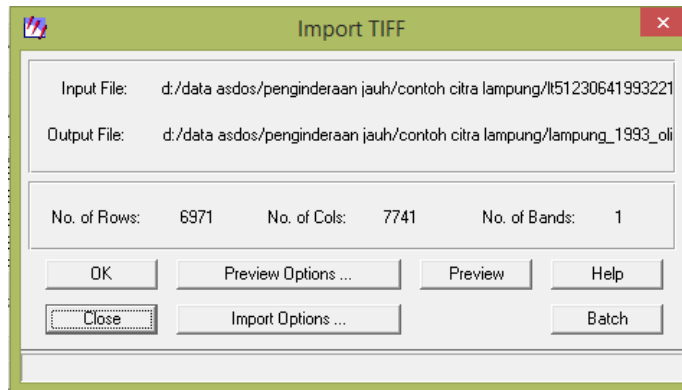 Import TIFF
Input File: d:/data asdos/penginderaan jauh/contoh citra lampung/lt51230641993221
Output File: d:/data asdos/penginderaan jauh/contoh citra lampung/lampung_1993_oli
No. of Rows: 6971 No. of Cols: 7741 No. of Bands: 1
OK Preview Options ... Preview Help
Close Import Options ... Batch